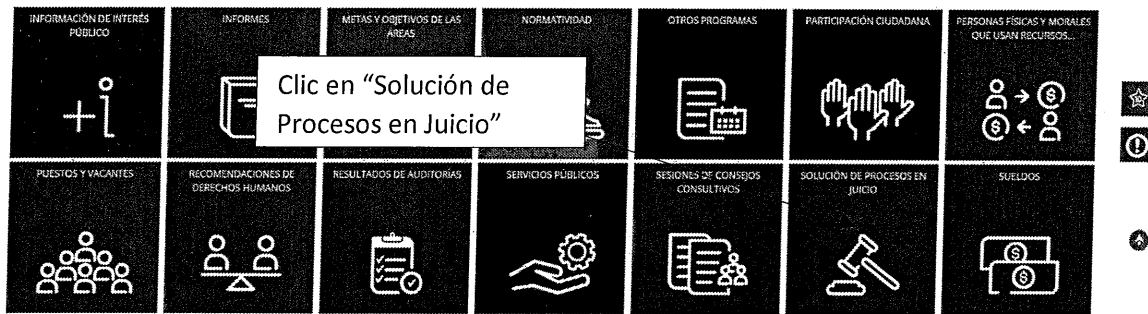 INFORMACIÓN DE INTERÉS
PÚBLICO
INFORMES
METAS Y OBJETIVOS DE LAS
ÁREAS
NORMATIVIDAD
OTROS PROGRAMAS
PARTICIPACIÓN CIUDADANA
PERSONAS FÍSICAS Y MORALES
QUE USAN RECURSOS...
Clic en “Solución de
Procesos en Juicio”
PUESTOS Y VACANTES
RECOMENDACIONES DE
DERECHOS HUMANOS
RESULTADOS DE AUDITORÍAS
SERVICIOS PÚBLICOS
SESIONES DE CONSEJOS
CONSULTIVOS
SOLUCIÓN DE PROCESOS EN
JUICIO
SUELDOS